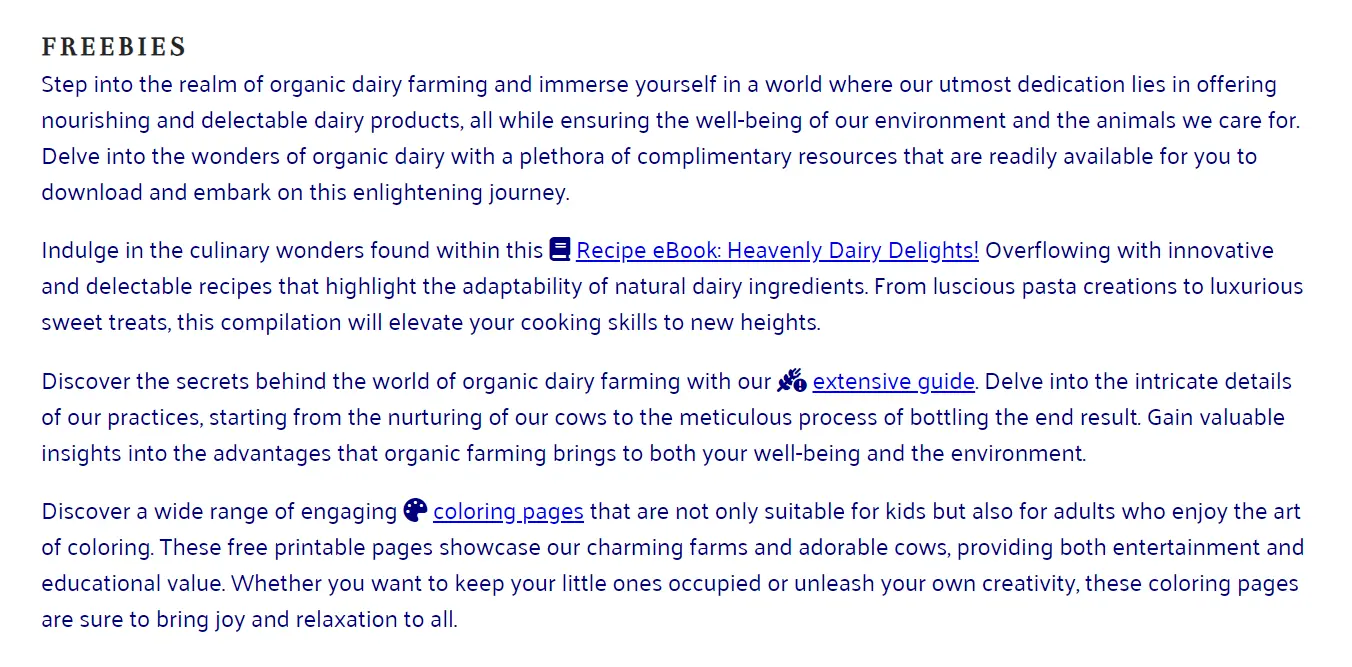 FREEBIES
Step into the realm of organic dairy farming and immerse yourself in a world where our utmost dedication lies in offering
nourishing and delectable dairy products, all while ensuring the well-being of our environment and the animals we care for.
Delve into the wonders of organic dairy with a plethora of complimentary resources that are readily available for you to
download and embark on this enlightening journey.
Indulge in the culinary wonders found within this Recipe eBook: Heavenly Dairy Delights! Overflowing with innovative
and delectable recipes that highlight the adaptability of natural dairy ingredients. From luscious pasta creations to luxurious
sweet treats, this compilation will elevate your cooking skills to new heights.
Discover the secrets behind the world of organic dairy farming with our extensive guide. Delve into the intricate details
of our practices, starting from the nurturing of our cows to the meticulous process of bottling the end result. Gain valuable
insights into the advantages that organic farming brings to both your well-being and the environment.
Discover a wide range of engaging coloring pages that are not only suitable for kids but also for adults who enjoy the art
of coloring. These free printable pages showcase our charming farms and adorable cows, providing both entertainment and
educational value. Whether you want to keep your little ones occupied or unleash your own creativity, these coloring pages
are sure to bring joy and relaxation to all.